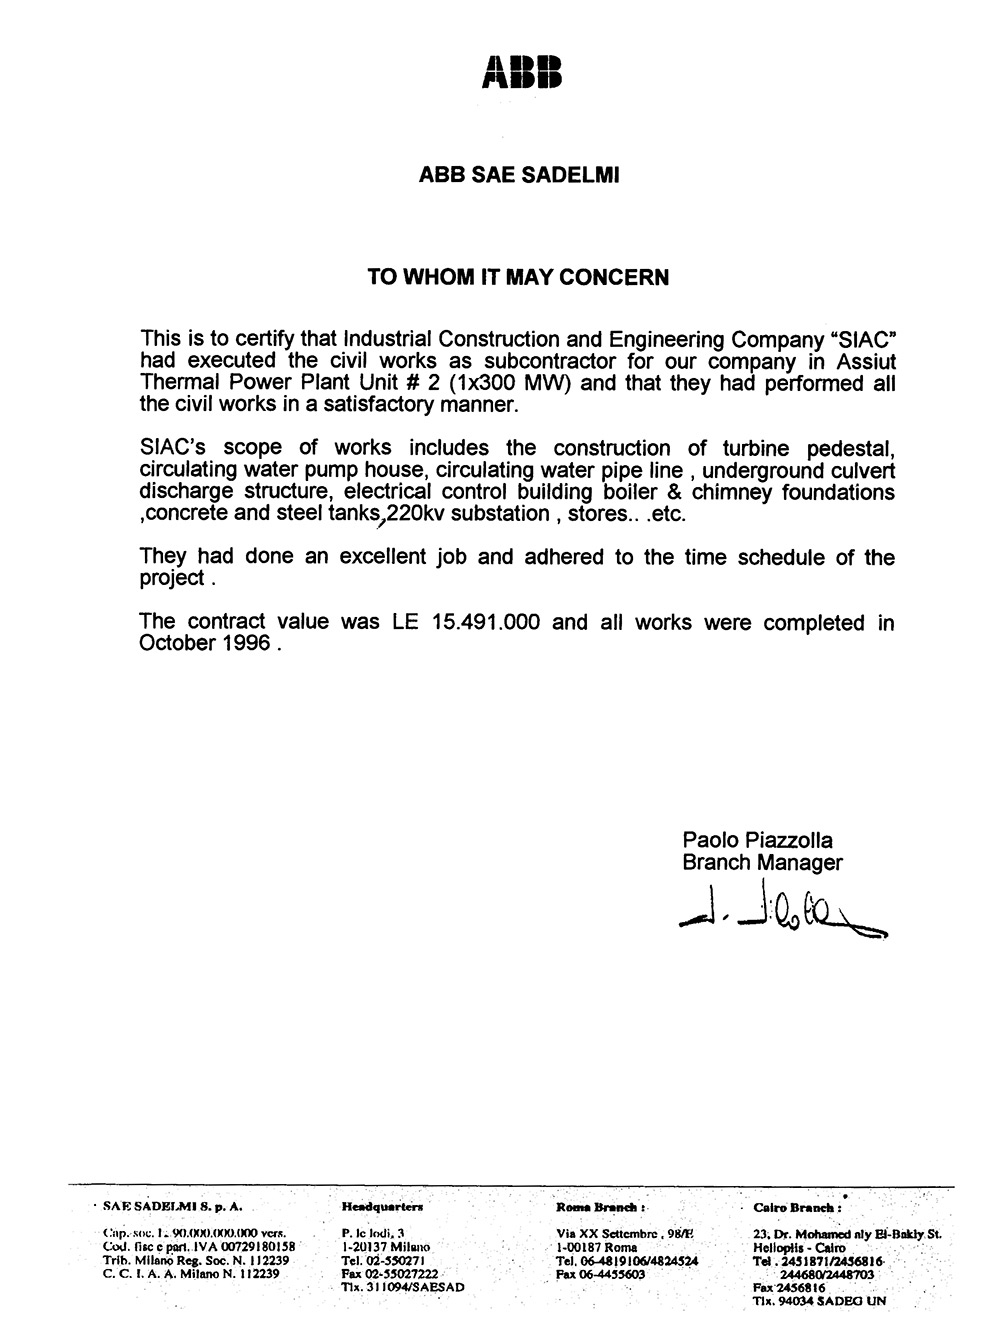 ABB
ABB SAE SADELMI
TO WHOM IT MAY CONCERN
This is to certify that Industrial Construction and Engineering Company “SIAC”
had executed the civil works as subcontractor for our company in Assiut
Thermal Power Plant Unit # 2 (1x300 MW) and that they had performed all
the civil works in a satisfactory manner.
SIAC's scope of works includes the construction of turbine pedestal,
circulating water pump house, circulating water pipe line , underground culvert
discharge structure, electrical control building boiler & chimney foundations
,concrete and steel tanks,220kv substation , stores.. .etc.
They had done an excellent job and adhered to the time schedule of the
project .
The contract value was LE 15.491.000 and all works were completed in
October 1996 .
Paolo Piazzolla
Branch Manager
SAE SADELMI S. p. A.
Cap. soc. L. 90.000.000.000 vers.
Cod. fisc e part. IVA 00729180158
Trib. Milano Reg. Soc. N. 112239
C. C. I. A. A. Milano N. 112239
Headquarters
P. le lodi, 3
1-20137 Milano
Tel. 02-550271
Fax 02-55027222
Tlx. 311094/SAESAD
Roma Branch :
Via XX Settembre , 98/E
1-00187 Roma
Tel. 06-4819106/4824524
Fax 06-4455603
Cairo Branch :
23, Dr. Mohamed aly El-Bakly St.
Helioplis - Cairo
Tel . 2451871/2456816
244680/2448703
Fax 2456816
Tlx. 94034 SADEG UN